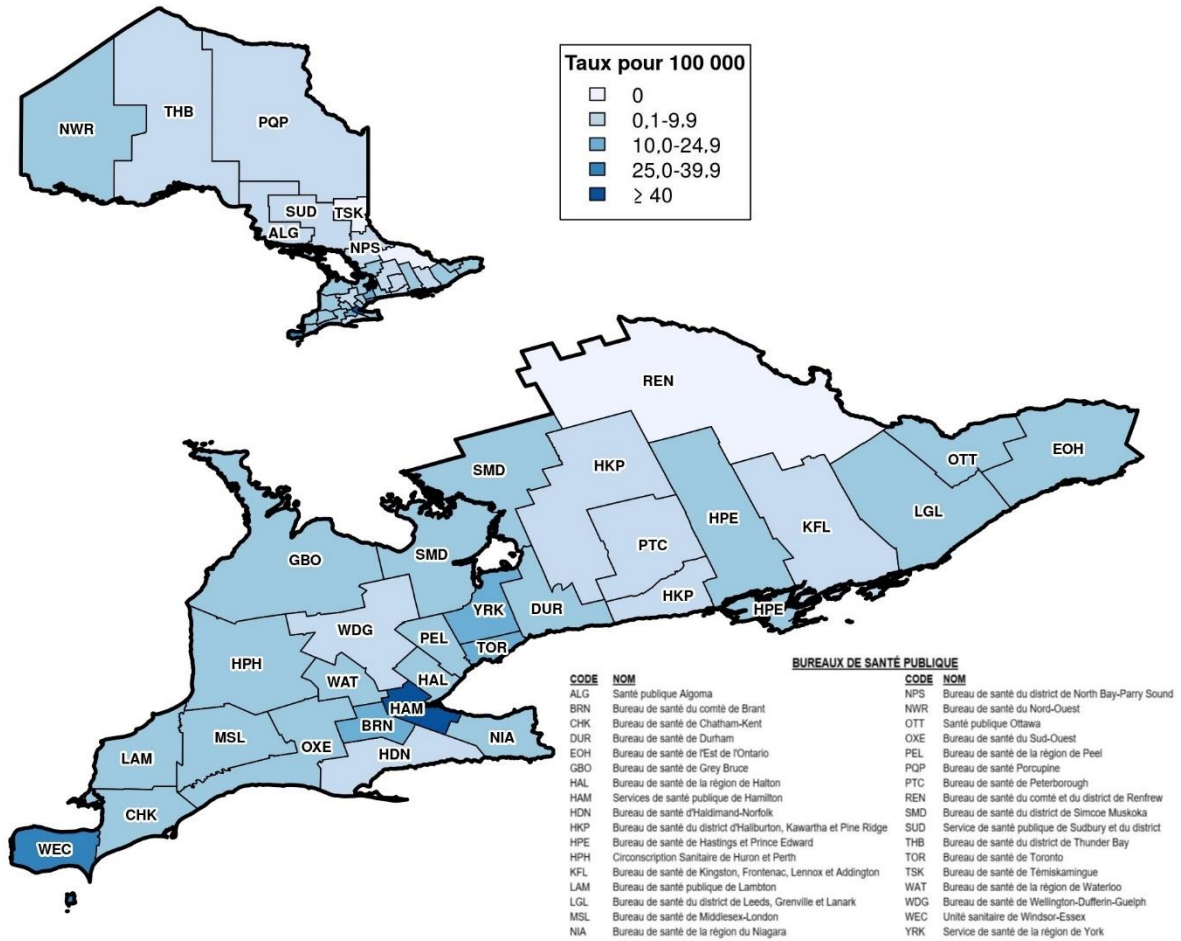 Taux pour 100 000
0
0,1-9,9
10,0-24,9
25,0-39,9
≥ 40
NWR
THB
PQP
SUD
TSK
ALG
NPS
REN
SMD
HKP
OTT
EOH
HPE
KFL
LGL
GBO
SMD
PTC
HKP
HPE
YRK
DUR
WDG
PEL
TOR
HPH
WAT
HAL
HAM
BRN
MSL
OXE
NIA
LAM
HDN
CHK
WEC
BUREAUX DE SANTÉ PUBLIQUE
CODE NOM
ALG Santé publique Algoma
BRN Bureau de santé du comté de Brant
CHK Bureau de santé de Chatham-Kent
DUR Bureau de santé de Durham
EOH Bureau de santé de l'Est de l'Ontario
GBO Bureau de santé de Grey Bruce
HAL Bureau de santé de la région de Halton
HAM Services de santé publique de Hamilton
HDN Bureau de santé d'Haldimand-Norfolk
HKP Bureau de santé du district d'Haliburton, Kawartha et Pine Ridge
HPE Bureau de santé de Hastings et Prince Edward
HPH Circonscription Sanitaire de Huron et Perth
KFL Bureau de santé de Kingston, Frontenac, Lennox et Addington
LAM Bureau de santé publique de Lambton
LGL Bureau de santé du district de Leeds, Grenville et Lanark
MSL Bureau de santé de Middlesex-London
NIA Bureau de santé de la région du Niagara
CODE NOM
NPS Bureau de santé du district de North Bay-Parry Sound
NWR Bureau de santé du Nord-Ouest
OTT Santé publique Ottawa
OXE Bureau de santé du Sud-Ouest
PEL Bureau de santé de la région de Peel
PQP Bureau de santé Porcupine
PTC Bureau de santé de Peterborough
REN Bureau de santé du comté et du district de Renfrew
SMD Bureau de santé du district de Simcoe Muskoka
SUD Service de santé publique de Sudbury et du district
THB Bureau de santé du district de Thunder Bay
TOR Bureau de santé de Toronto
TSK Bureau de santé de Témiskamingue
WAT Bureau de santé de la région de Waterloo
WDG Bureau de santé de Wellington-Dufferin-Guelph
WEC Unité sanitaire de Windsor-Essex
YRK Service de santé de la région de York